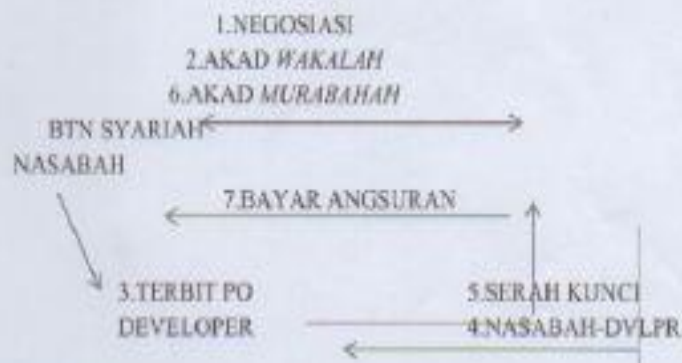 1.NEGOSIASI
2.AKAD WAKALAH
6.AKAD MURABAHAH
BTN SYARIAH
NASABAH
7.BAYAR ANGSURAN
3.TERBIT PO
5.SERAH KUNCI
DEVELOPER
4.NASABAH-DVLPR